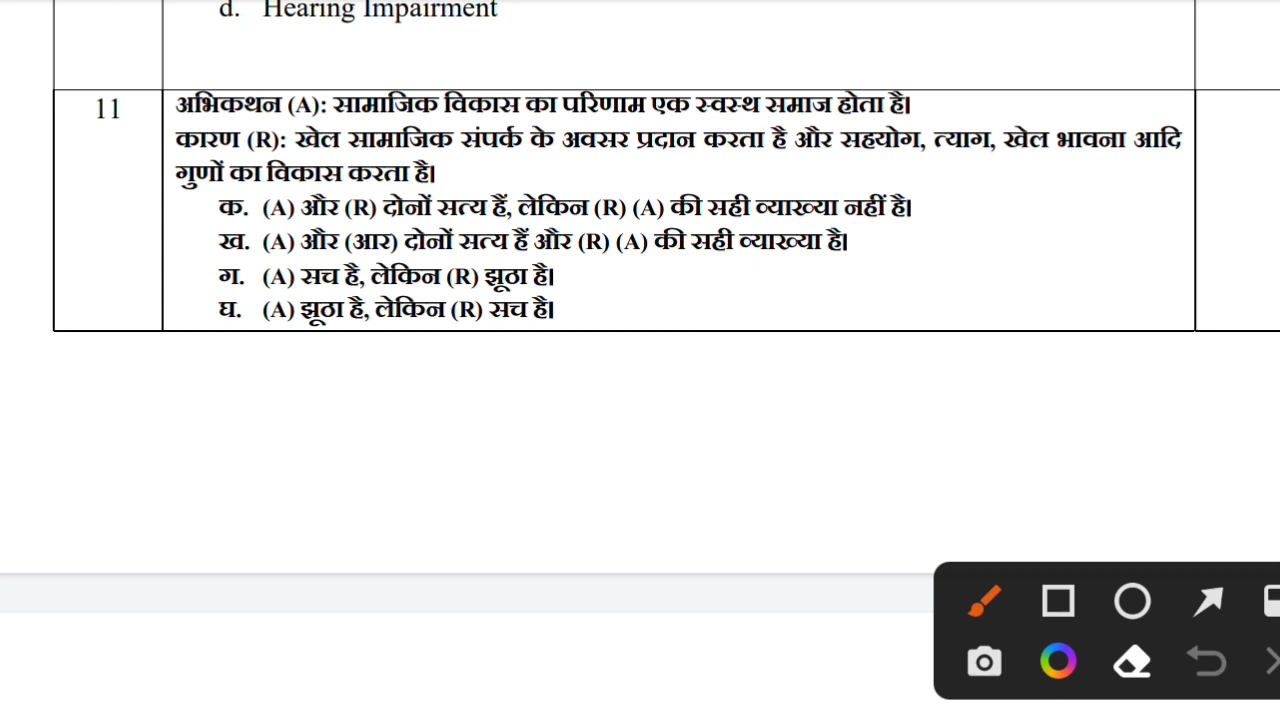 d. Hearing Impairment
11
अभिकथन (A): सामाजिक विकास का परिणाम एक स्वस्थ समाज होता है।
कारण (R): खेल सामाजिक संपर्क के अवसर प्रदान करता है और सहयोग, त्याग, खेल भावना आदि
गुणों का विकास करता है।
क. (A) और (R) दोनों सत्य हैं, लेकिन (R) (A) की सही व्याख्या नहीं है।
ख. (A) और (आर) दोनों सत्य हैं और (R) (A) की सही व्याख्या है।
ग. (A) सच है, लेकिन (R) झूठा है।
घ. (A) झूठा है, लेकिन (R) सच है।